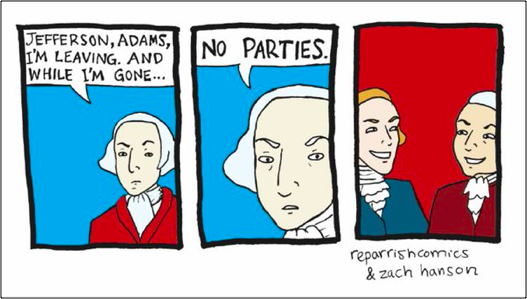 JEFFERSON, ADAMS,
I'M LEAVING. AND
WHILE I'M GONE...
NO PARTIES.
reparrishcomics
& zach hanson